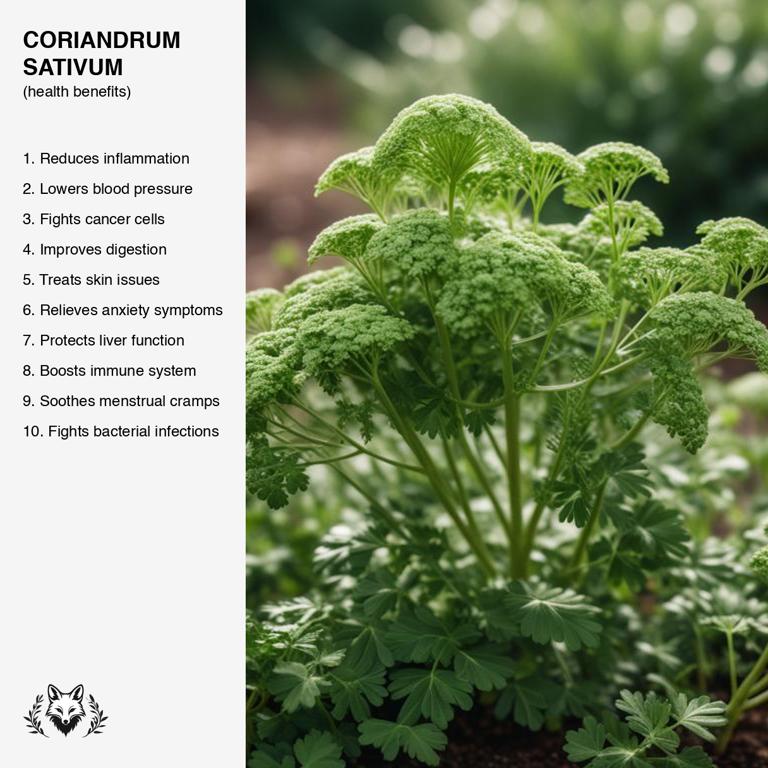 CORIANDRUM
SATIVUM
(health benefits)
1. Reduces inflammation
2. Lowers blood pressure
3. Fights cancer cells
4. Improves digestion
5. Treats skin issues
6. Relieves anxiety symptoms
7. Protects liver function
8. Boosts immune system
9. Soothes menstrual cramps
10. Fights bacterial infections